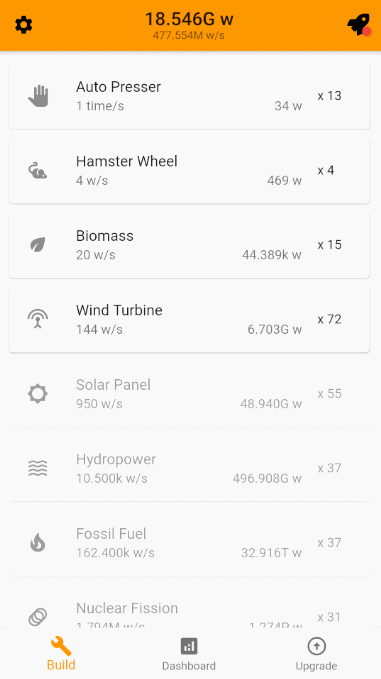 18.546G w
477.554M w/s
Auto Presser
1 time/s 34 w x 13
Hamster Wheel
4 w/s 469 w x 4
Biomass
20 w/s 44.389k w x 15
Wind Turbine
144 w/s 6.703G w x 72
Solar Panel
950 w/s 48.940G w x 55
Hydropower
10.500k w/s 496.908G w x 37
Fossil Fuel
162.400k w/s 32.916T w x 37
Nuclear Fission
1.794M w/s 1.274P w x 31
Build Dashboard Upgrade